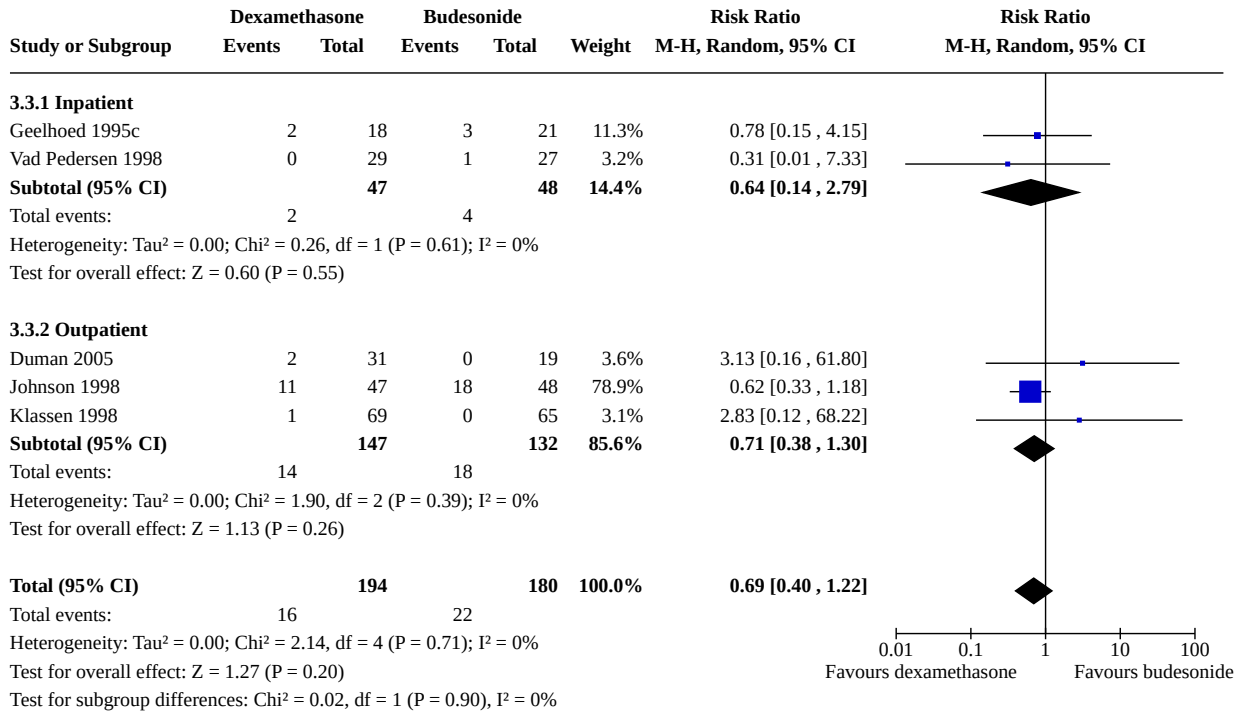 Dexamethasone Budesonide Risk Ratio Risk Ratio
Study or Subgroup Events Total Events Total Weight M-H, Random, 95% CI M-H, Random, 95% CI
3.3.1 Inpatient
Geelhoed 1995c 2 18 3 21 11.3% 0.78 [0.15 , 4.15]
Vad Pedersen 1998 0 29 1 27 3.2% 0.31 [0.01 , 7.33]
Subtotal (95% CI) 47 48 14.4% 0.64 [0.14 , 2.79]
Total events: 2 4
Heterogeneity: Tau² = 0.00; Chi² = 0.26, df = 1 (P = 0.61); I² = 0%
Test for overall effect: Z = 0.60 (P = 0.55)
3.3.2 Outpatient
Duman 2005 2 31 0 19 3.6% 3.13 [0.16 , 61.80]
Johnson 1998 11 47 18 48 78.9% 0.62 [0.33 , 1.18]
Klassen 1998 1 69 0 65 3.1% 2.83 [0.12 , 68.22]
Subtotal (95% CI) 147 132 85.6% 0.71 [0.38 , 1.30]
Total events: 14 18
Heterogeneity: Tau² = 0.00; Chi² = 1.90, df = 2 (P = 0.39); I² = 0%
Test for overall effect: Z = 1.13 (P = 0.26)
Total (95% CI) 194 180 100.0% 0.69 [0.40 , 1.22]
Total events: 16 22
Heterogeneity: Tau² = 0.00; Chi² = 2.14, df = 4 (P = 0.71); I² = 0%
0.01 0.1 1 10 100
Test for overall effect: Z = 1.27 (P = 0.20)
Favours dexamethasone Favours budesonide
Test for subgroup differences: Chi² = 0.02, df = 1 (P = 0.90), I² = 0%